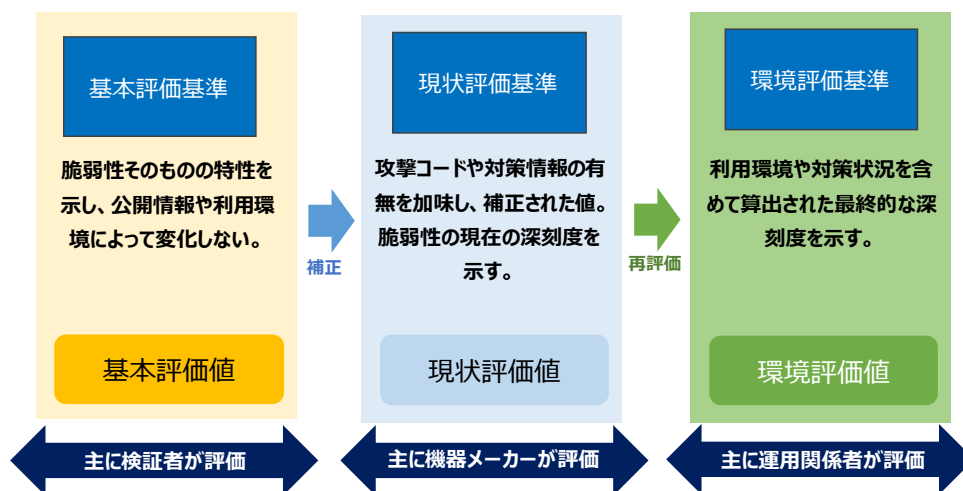 基本評価基準
脆弱性そのものの特性を
示し、公開情報や利用環
境によって変化しない。
基本評価値
主に検証者が評価
補正
現状評価基準
攻撃コードや対策情報の有
無を加味し、補正された値。
脆弱性の現在の深刻度を
示す。
現状評価値
主に機器メーカーが評価
再評価
環境評価基準
利用環境や対策状況を含
めて算出された最終的な深
刻度を示す。
環境評価値
主に運用関係者が評価